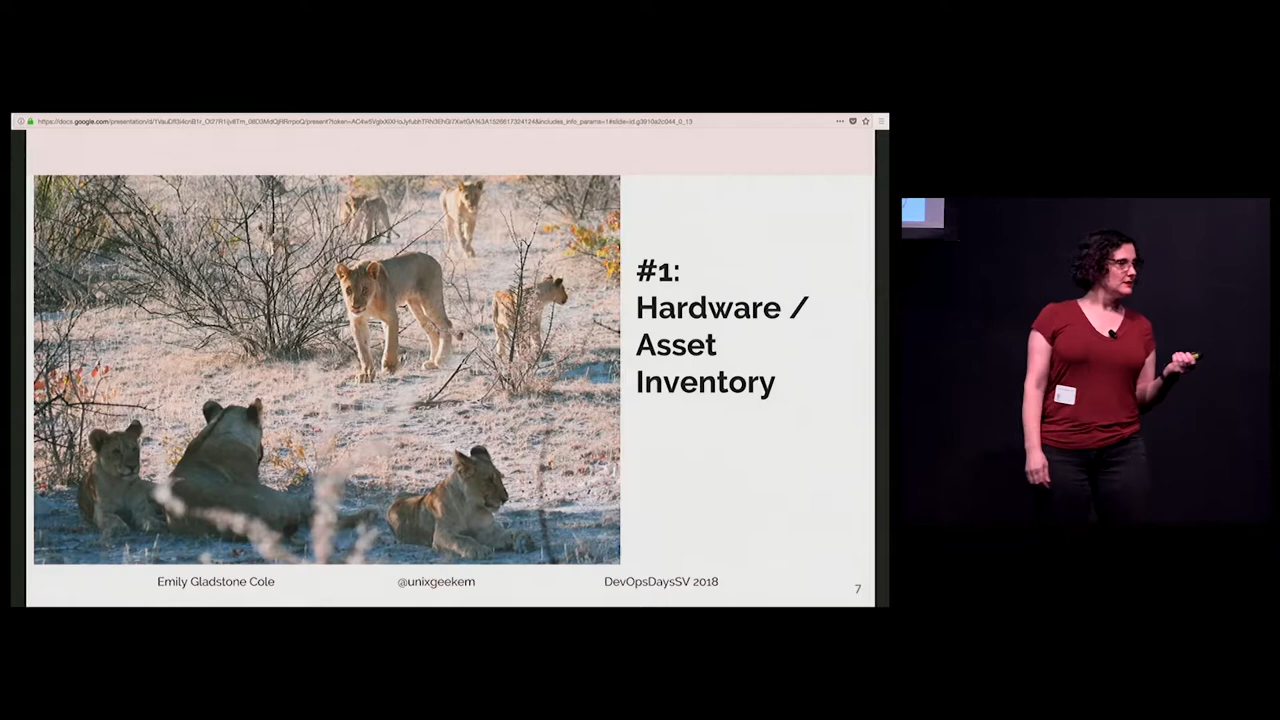 #1:
Hardware /
Asset
Inventory
Emily Gladstone Cole
@unixgeekem
DevOpsDaysSV 2018
7